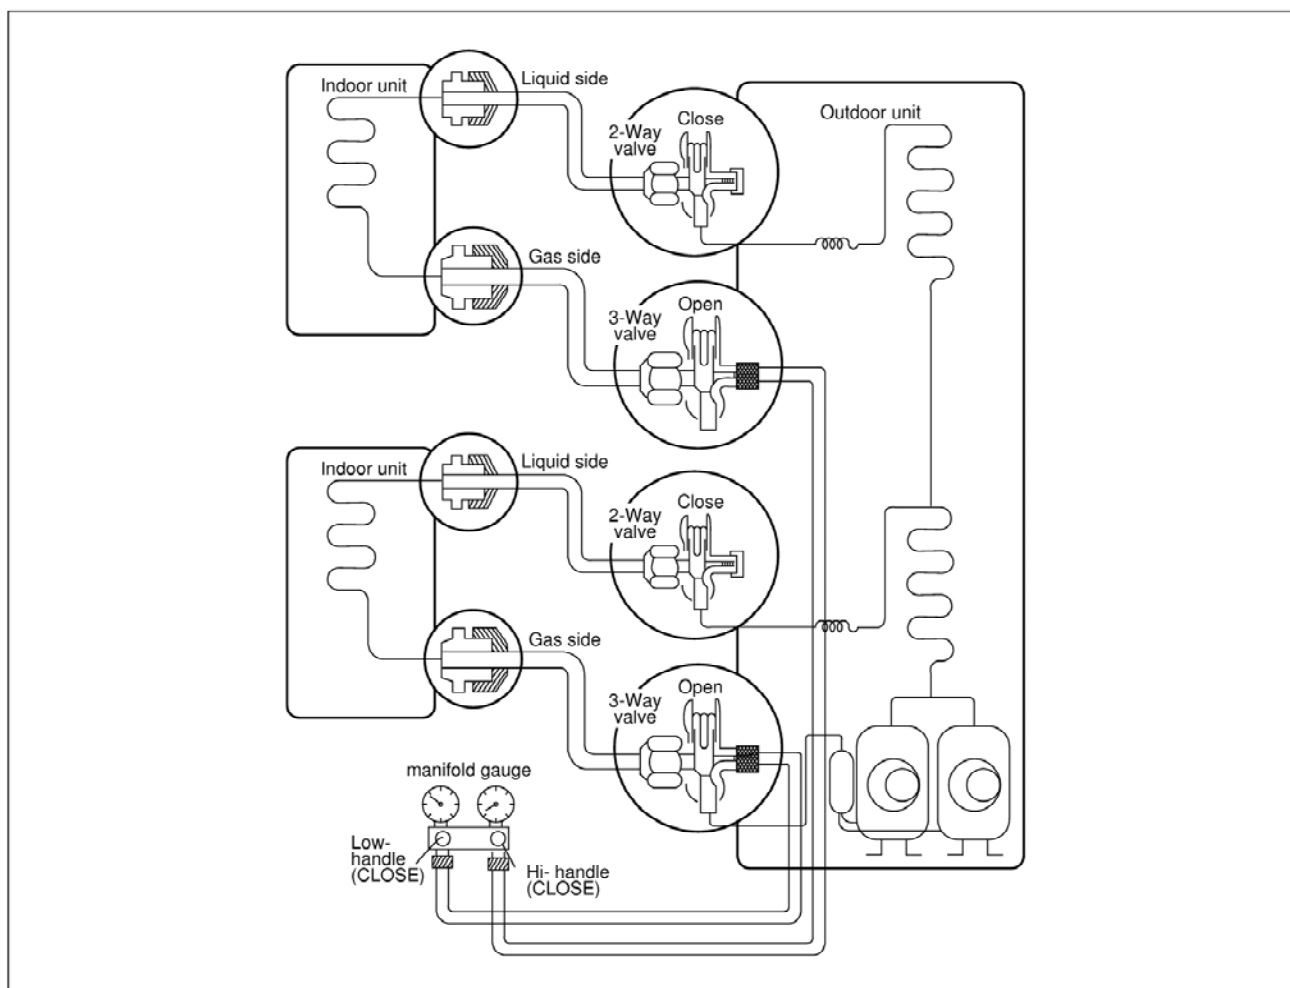 Indoor unit
Liquid side
2-Way
valve
Close
Outdoor unit
Gas side
3-Way
valve
Open
Indoor unit
Liquid side
2-Way
valve
Close
Gas side
3-Way
valve
Open
manifold gauge
Low-
handle
(CLOSE)
Hi- handle
(CLOSE)